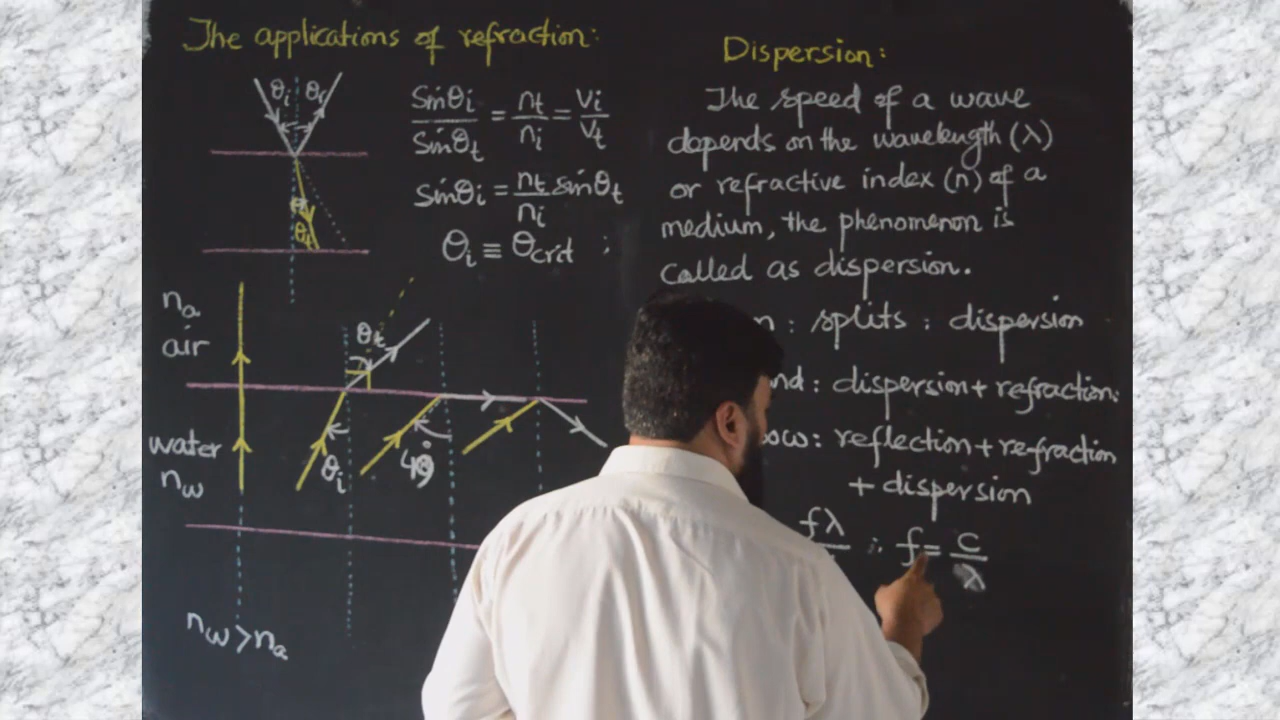 The applications of refraction:
θi θr
Sinθi / Sinθt = nt / ni = vi / vt
sinθi = nt / ni sinθt
θi ≡ θcrit ;
θt
na
air
θt
water
nw
θi
49
nw > na
Dispersion:
The speed of a wave
depends on the wavelength (λ)
or refractive index (n) of a
medium, the phenomenon is
called as dispersion.
: splits : dispersion
: dispersion + refraction:
: reflection + refraction
+ dispersion
fλ
∴ f = c / λ